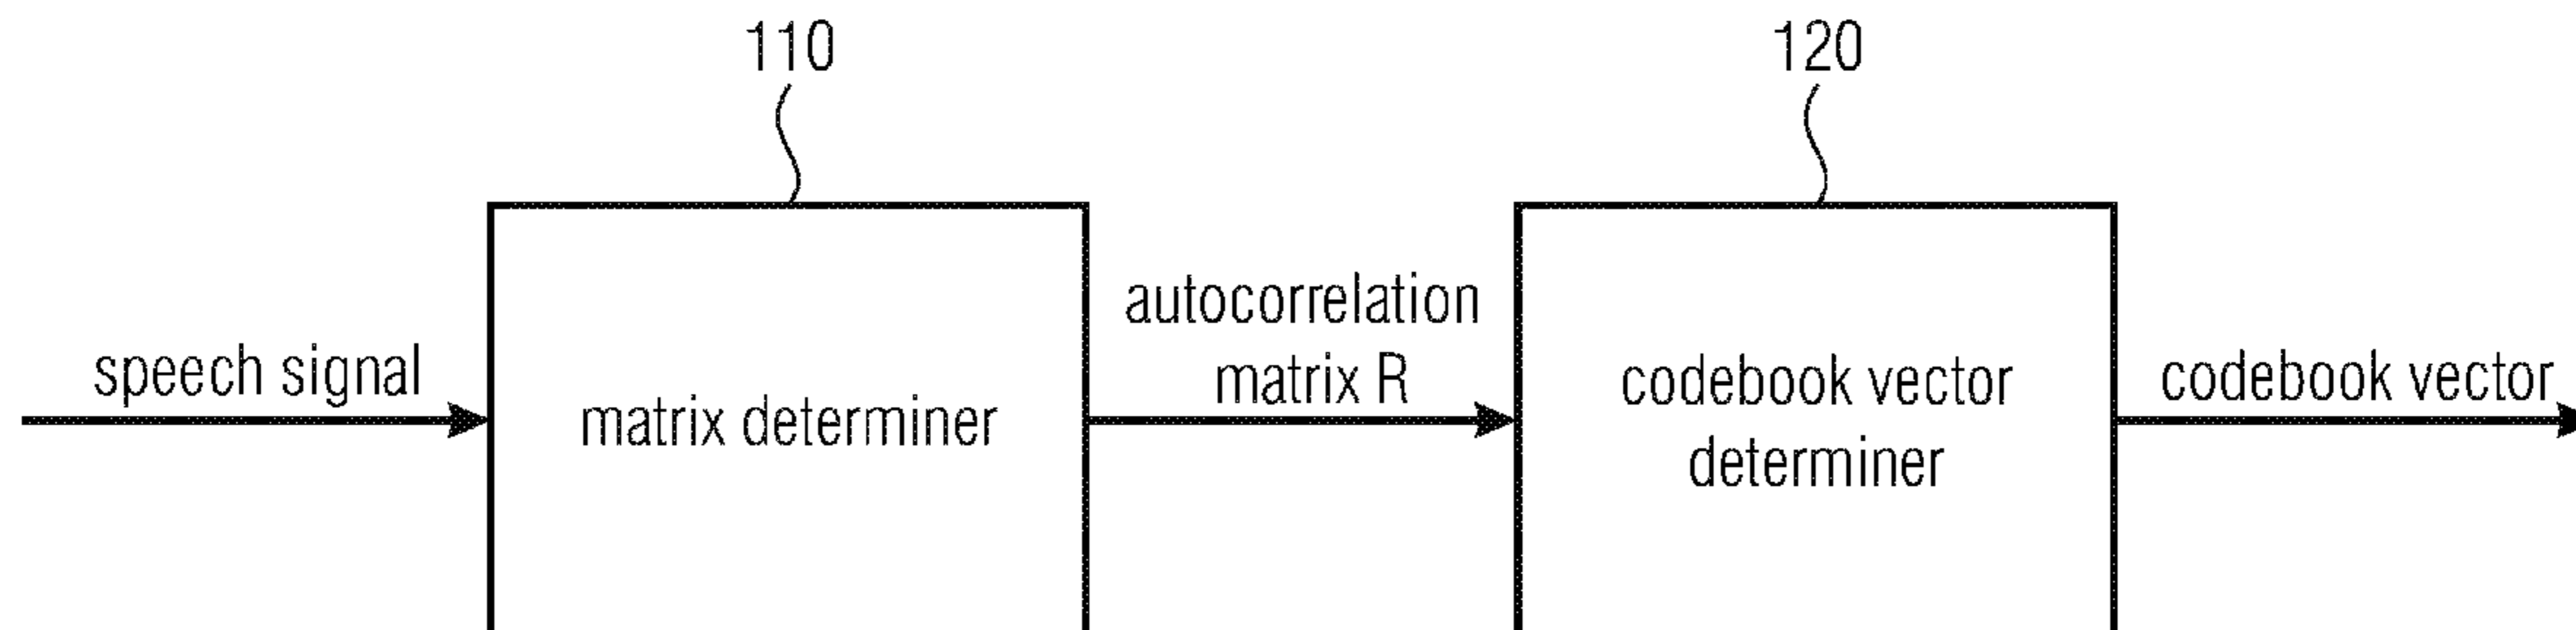 110
120
speech signal
matrix determiner
autocorrelation
matrix R
codebook vector
determiner
codebook vector